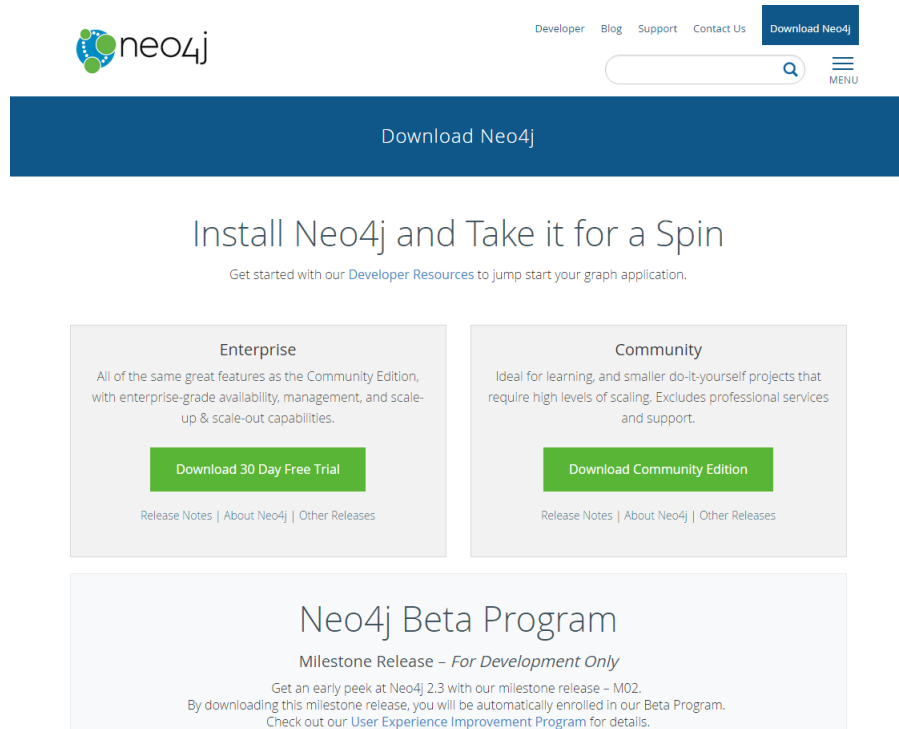 neo4j
Developer Blog Support Contact Us Download Neo4j
MENU
Download Neo4j
Install Neo4j and Take it for a Spin
Get started with our Developer Resources to jump start your graph application.
Enterprise
All of the same great features as the Community Edition,
with enterprise-grade availability, management, and scale-
up & scale-out capabilities.
Download 30 Day Free Trial
Release Notes | About Neo4j | Other Releases
Community
Ideal for learning, and smaller do-it-yourself projects that
require high levels of scaling. Excludes professional services
and support.
Download Community Edition
Release Notes | About Neo4j | Other Releases
Neo4j Beta Program
Milestone Release – For Development Only
Get an early peek at Neo4j 2.3 with our milestone release – M02.
By downloading this milestone release, you will be automatically enrolled in our Beta Program.
Check out our User Experience Improvement Program for details.